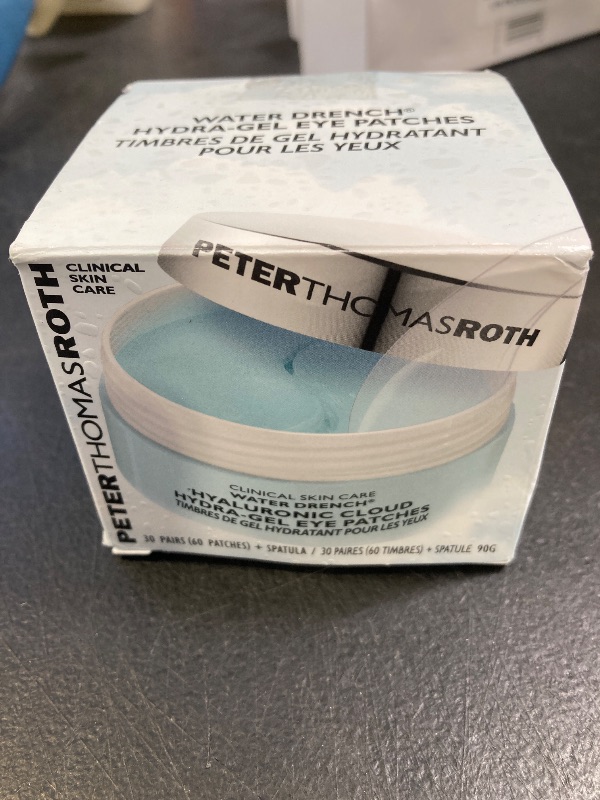 WATER DRENCH®
HYDRA-GEL EYE PATCHES
TIMBRES DE GEL HYDRATANT
POUR LES YEUX
PETERTHOMASROTH
CLINICAL
SKIN
CARE
PETERTHOMASROTH
CLINICAL SKIN CARE
WATER DRENCH®
HYALURONIC CLOUD
HYDRA-GEL EYE PATCHES
TIMBRES DE GEL HYDRATANT POUR LES YEUX
30 PAIRS (60 PATCHES) + SPATULA / 30 PAIRES (60 TIMBRES) + SPATULE 90G